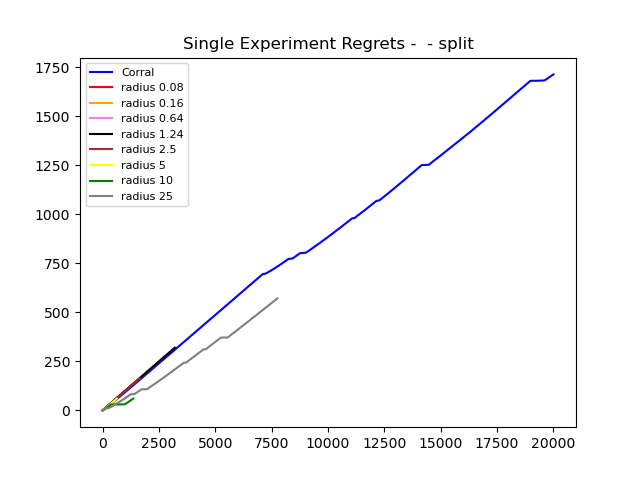 Single Experiment Regrets -  - split
Corral
radius 0.08
radius 0.16
radius 0.64
radius 1.24
radius 2.5
radius 5
radius 10
radius 25
1750
1500
1250
1000
750
500
250
0
0 2500 5000 7500 10000 12500 15000 17500 20000